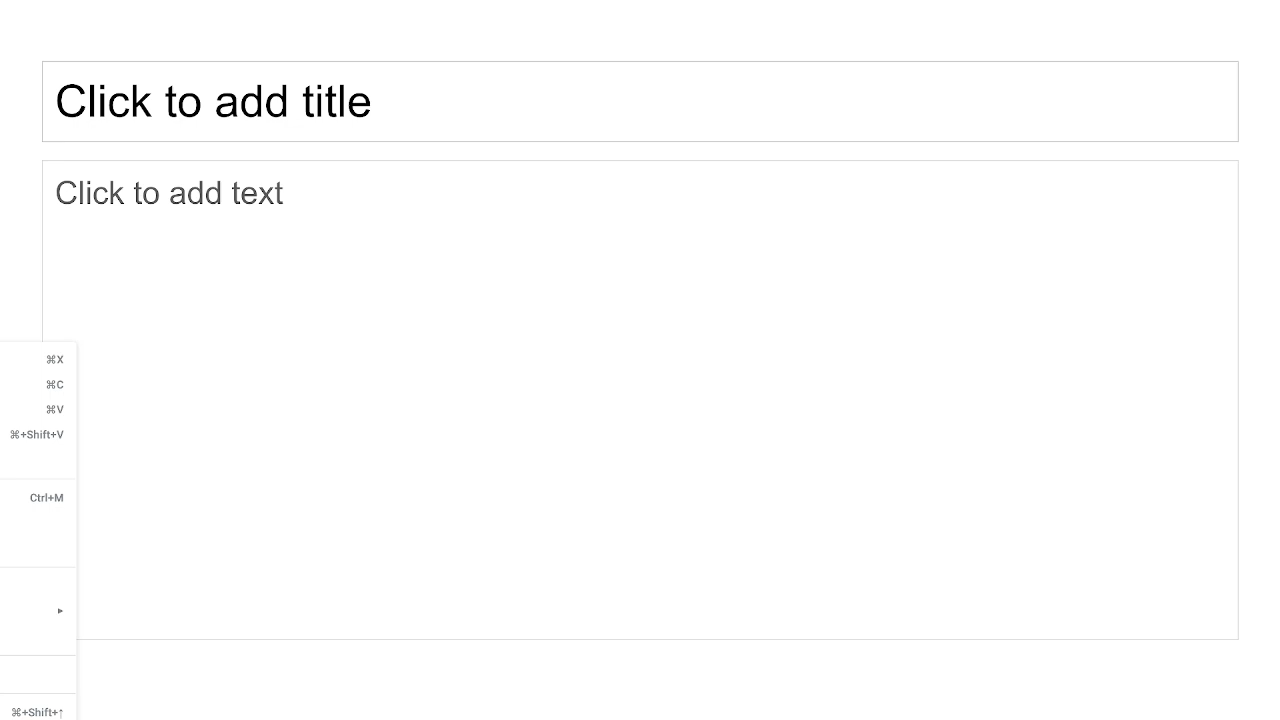 Click to add title
Click to add text
⌘X
⌘C
⌘V
⌘+Shift+V
Ctrl+M
⌘+Shift+↑